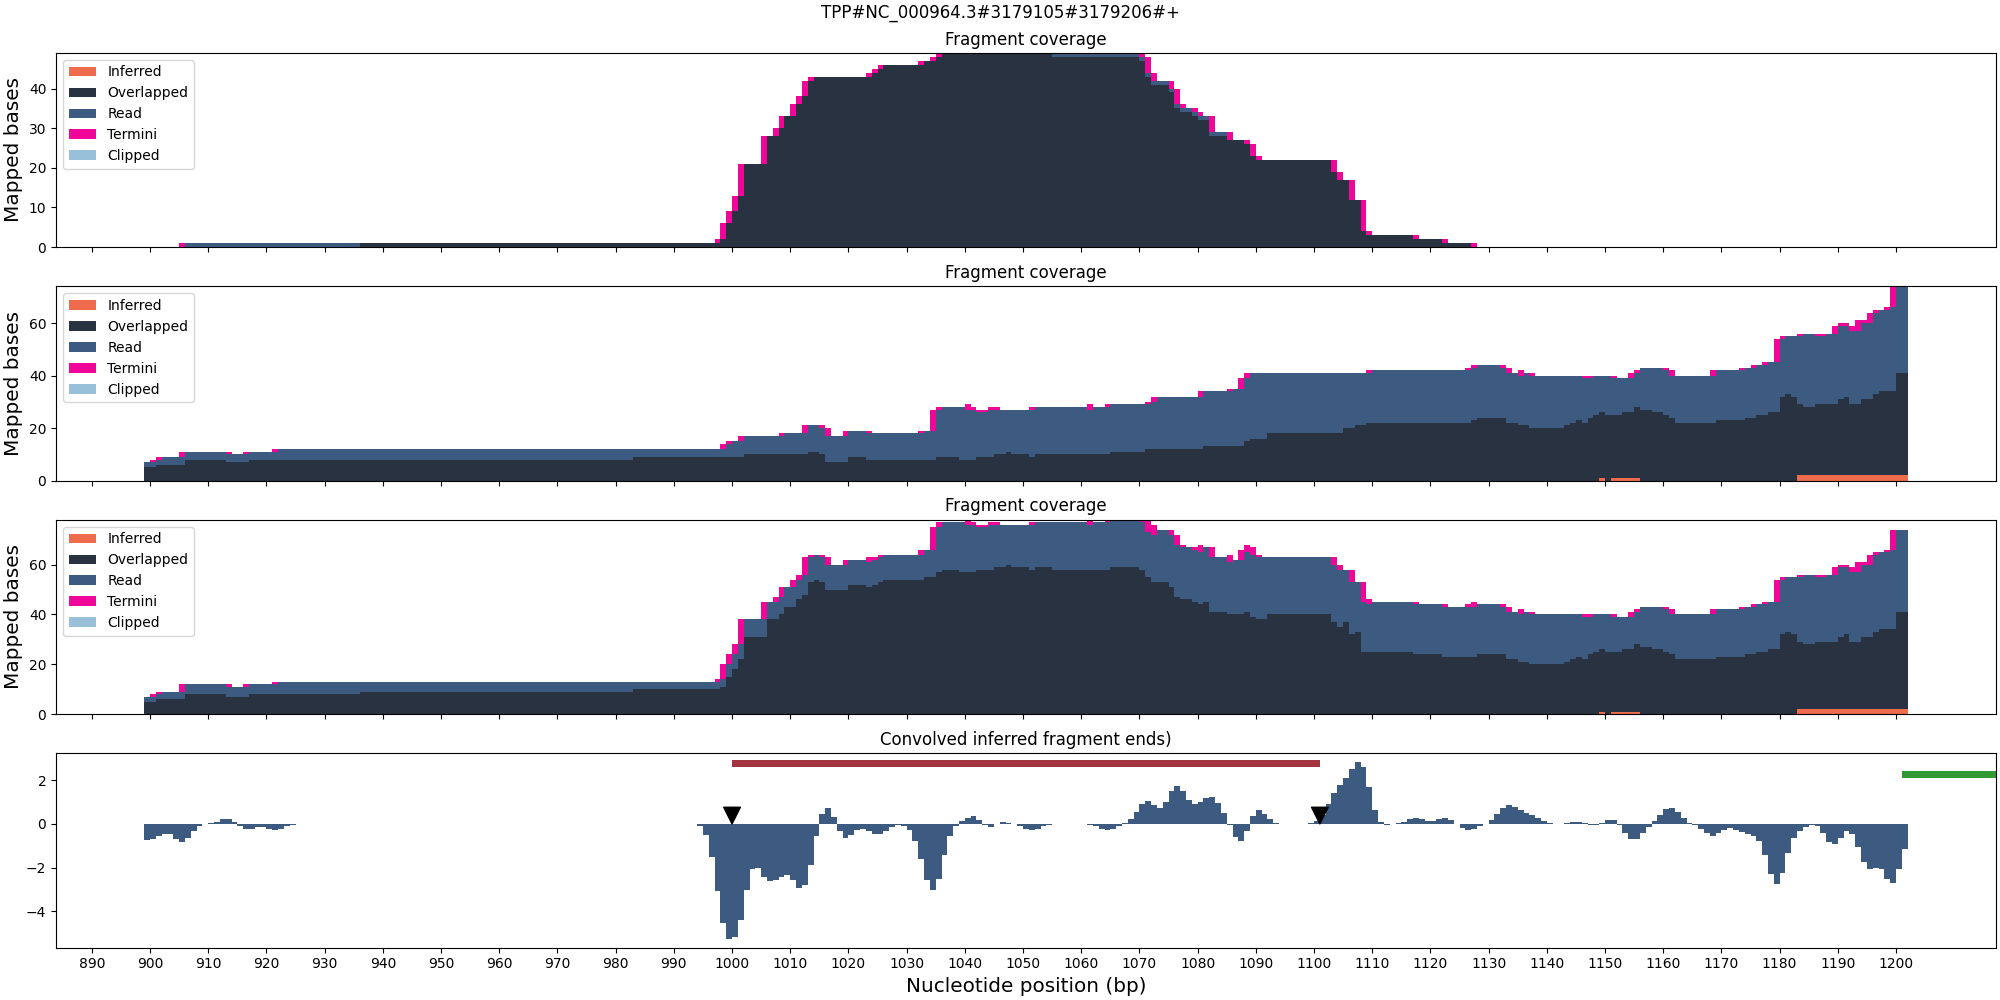 TPP#NC_000964.3#3179105#3179206#+
Fragment coverage
Mapped bases
40
30
20
10
0
Inferred
Overlapped
Read
Termini
Clipped
Fragment coverage
Mapped bases
60
40
20
0
Inferred
Overlapped
Read
Termini
Clipped
Fragment coverage
Mapped bases
60
40
20
0
Inferred
Overlapped
Read
Termini
Clipped
Convolved inferred fragment ends)
2
0
−2
−4
890 900 910 920 930 940 950 960 970 980 990 1000 1010 1020 1030 1040 1050 1060 1070 1080 1090 1100 1110 1120 1130 1140 1150 1160 1170 1180 1190 1200
Nucleotide position (bp)